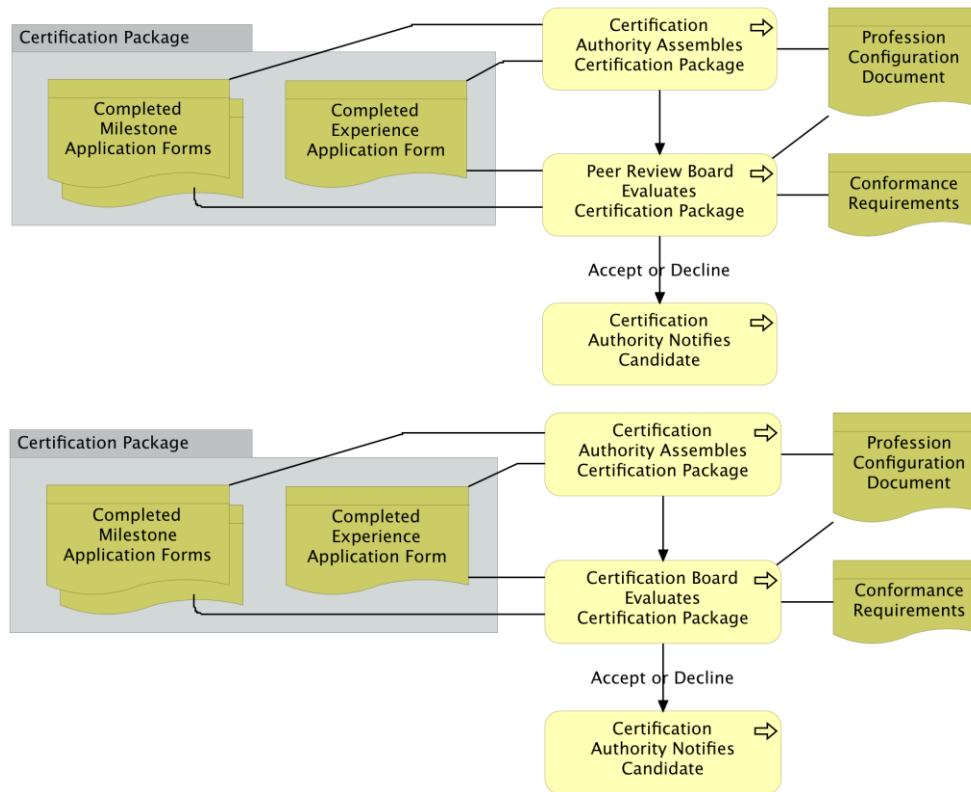 Certification Package
Completed
Milestone
Application Forms
Completed
Experience
Application Form
Certification
Authority Assembles
Certification Package
Profession
Configuration
Document
Peer Review Board
Evaluates
Certification Package
Conformance
Requirements
Accept or Decline
Certification
Authority Notifies
Candidate
Certification Package
Completed
Milestone
Application Forms
Completed
Experience
Application Form
Certification
Authority Assembles
Certification Package
Profession
Configuration
Document
Certification Board
Evaluates
Certification Package
Conformance
Requirements
Accept or Decline
Certification
Authority Notifies
Candidate